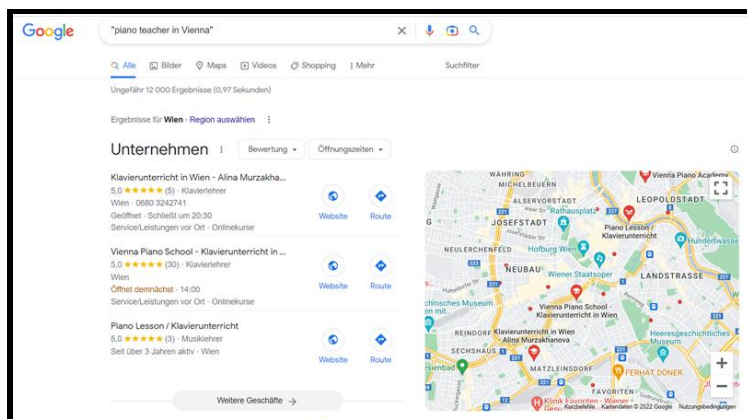 Google
"piano teacher in Vienna"
Alle Bilder Maps Videos Shopping Mehr Suchfilter
Ungefähr 12 000 Ergebnisse (0,97 Sekunden)
Ergebnisse für Wien · Region auswählen
Unternehmen
Bewertung
Öffnungszeiten
Klavierunterricht in Wien - Alina Murzakha...
5,0 (5) · Klavierlehrer
Wien · 0680 3242741
Geöffnet · Schließt um 20:30
Service/Leistungen vor Ort · Onlinekurse
Website Route
Vienna Piano School - Klavierunterricht in ...
5,0 (30) · Klavierlehrer
Wien
Öffnet demnächst · 14:00
Service/Leistungen vor Ort · Onlinekurse
Website Route
Piano Lesson / Klavierunterricht
5,0 (3) · Musiklehrer
Seit über 3 Jahren aktiv · Wien
Website Route
Weitere Geschäfte
WÄHRING
Vienna Piano Academy
MICHELBEUERN
ALSERVORSTADT
LEOPOLDSTADT
Rathausplatz
227
JOSEFSTADT
Piano Lesson /
Klavierunterricht
Hundertwasse
NEULERCHENFELD
Hofburg Wien
NEUBAU
Wiener Staatsoper
LANDSTRASSE
221
chnisches Museum
Vienna Piano School -
Klavierunterricht in Wien
REINDORF
Klavierunterricht in Wien
- Alina Murzakhanova
Heeresgeschichtliches
Museum
SECHSHAUS
MATZLEINSDORF
FERHAT DÖNER
FAVORITEN
Klinik Favoriten - Wiener
Kurzbefehle Kartendaten © 2022 Google Nutzungsbedingungen